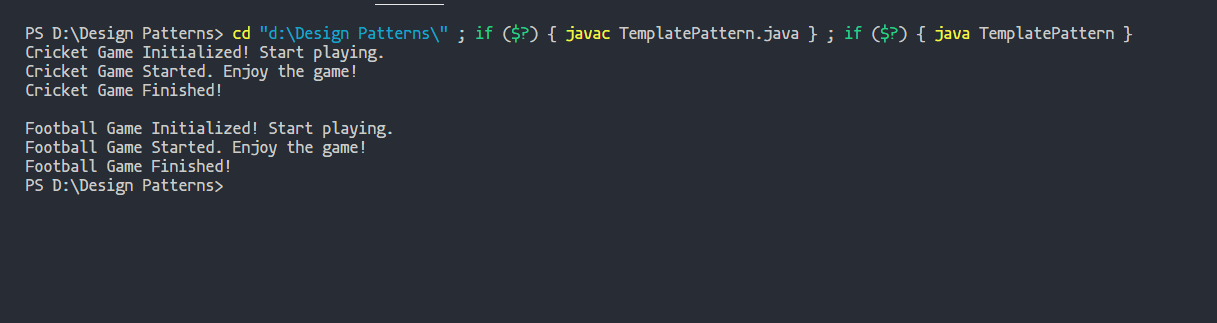 PS D:\Design Patterns> cd "d:\Design Patterns\" ; if ($?) { javac TemplatePattern.java } ; if ($?) { java TemplatePattern }
Cricket Game Initialized! Start playing.
Cricket Game Started. Enjoy the game!
Cricket Game Finished!

Football Game Initialized! Start playing.
Football Game Started. Enjoy the game!
Football Game Finished!
PS D:\Design Patterns>